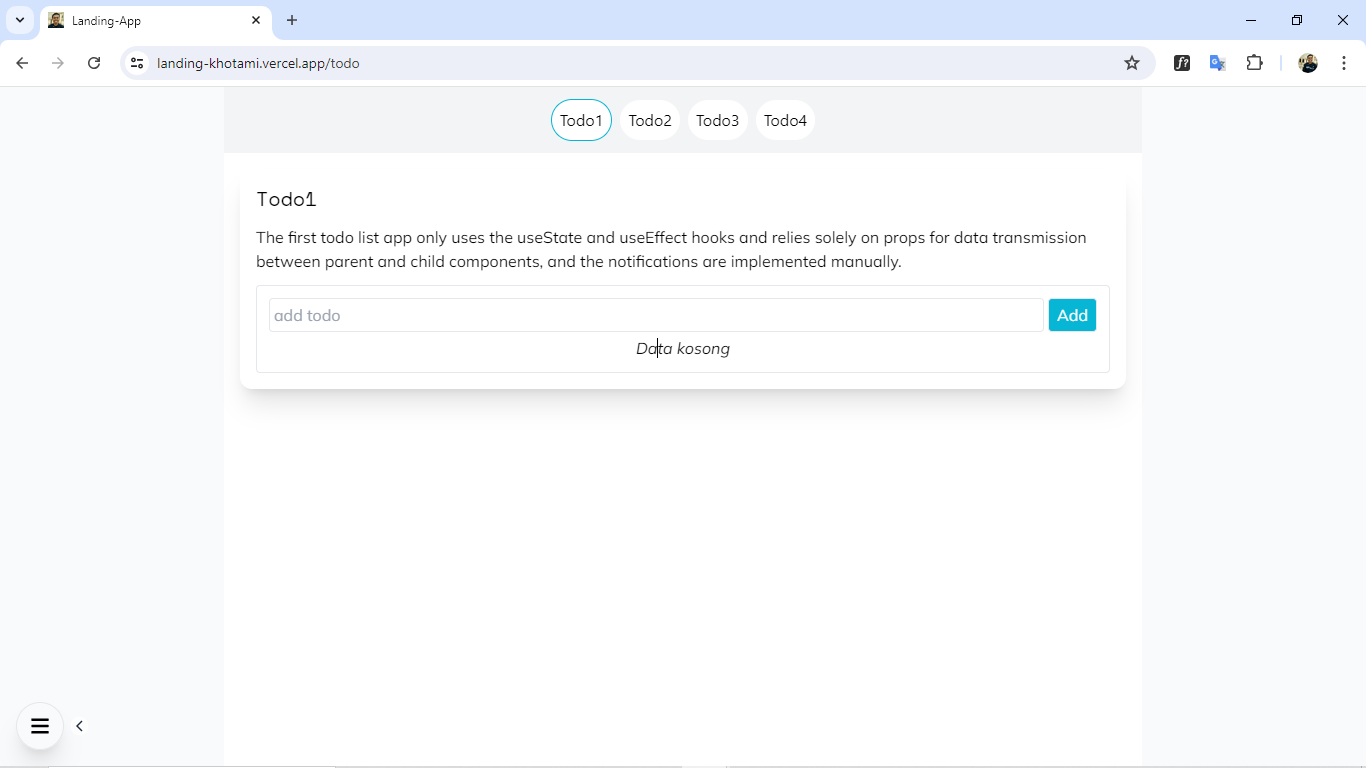 Landing-App
landing-khotami.vercel.app/todo
Todo1 Todo2 Todo3 Todo4
Todo1
The first todo list app only uses the useState and useEffect hooks and relies solely on props for data transmission
between parent and child components, and the notifications are implemented manually.
add todo Add
Data kosong